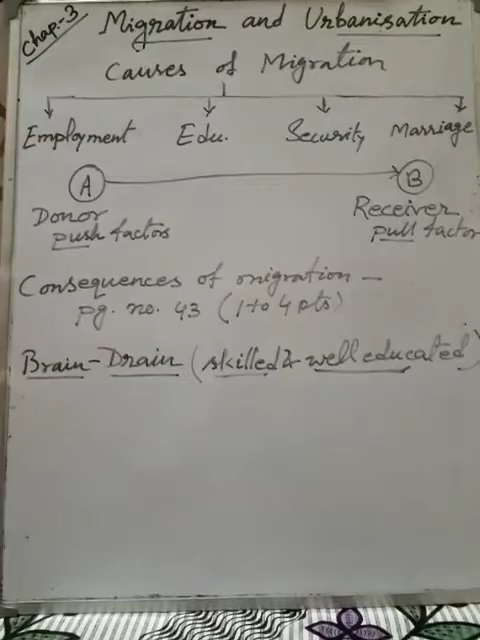 Chap:-3
Migration and Urbanisation
Causes of Migration
Employment Edu. Security Marriage
A B
Donor Receiver
push factors pull factor
Consequences of migration —
pg. no. 43 (1 to 4 pts)
Brain-Drain (skilled & well educated)